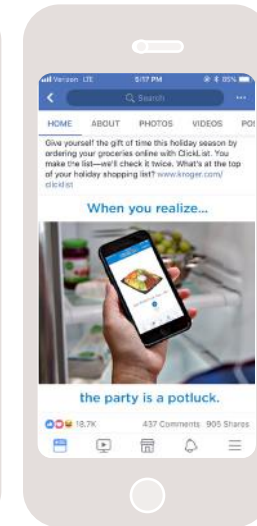 Verizon LTE 5:17 PM 85%
Search
HOME ABOUT PHOTOS VIDEOS POS
Give yourself the gift of time this holiday season by
ordering your groceries online with ClickList. You
make the list—we'll check it twice. What's at the top
of your holiday shopping list? www.kroger.com/
clicklist
When you realize...
the party is a potluck.
18.7K 437 Comments 905 Shares